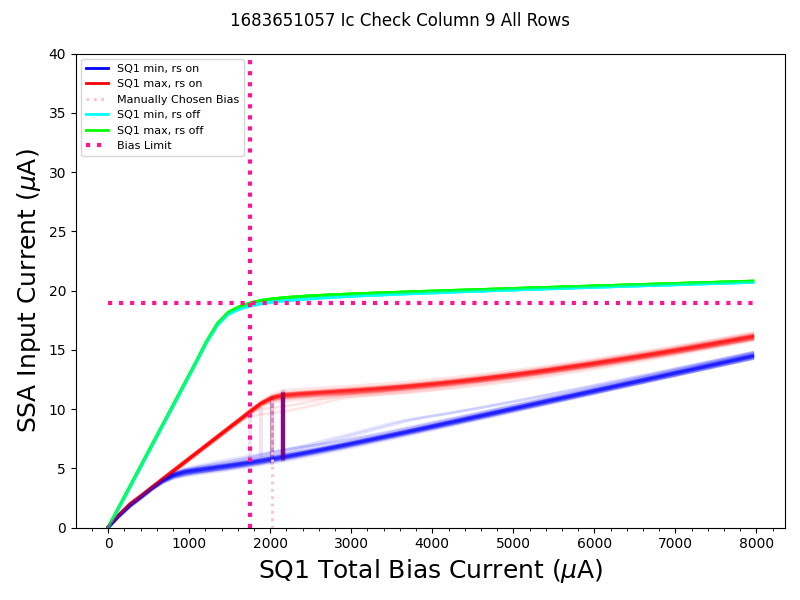 1683651057 Ic Check Column 9 All Rows
SSA Input Current (μA)
40
35
30
25
20
15
10
5
0
SQ1 min, rs on
SQ1 max, rs on
Manually Chosen Bias
SQ1 min, rs off
SQ1 max, rs off
Bias Limit
0 1000 2000 3000 4000 5000 6000 7000 8000
SQ1 Total Bias Current (μA)